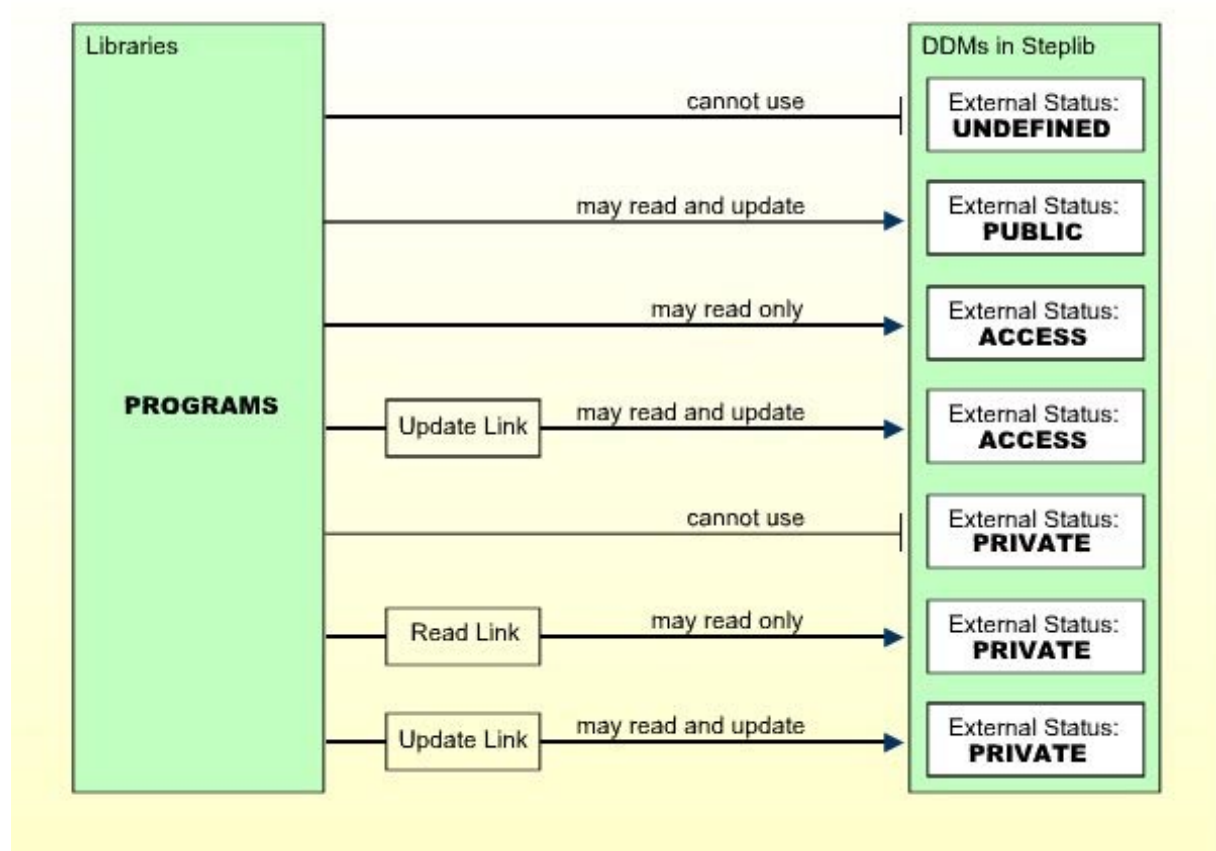 Libraries
DDMs in Steplib
cannot use
External Status:
UNDEFINED
may read and update
External Status:
PUBLIC
may read only
External Status:
ACCESS
PROGRAMS
Update Link
may read and update
External Status:
ACCESS
cannot use
External Status:
PRIVATE
Read Link
may read only
External Status:
PRIVATE
Update Link
may read and update
External Status:
PRIVATE